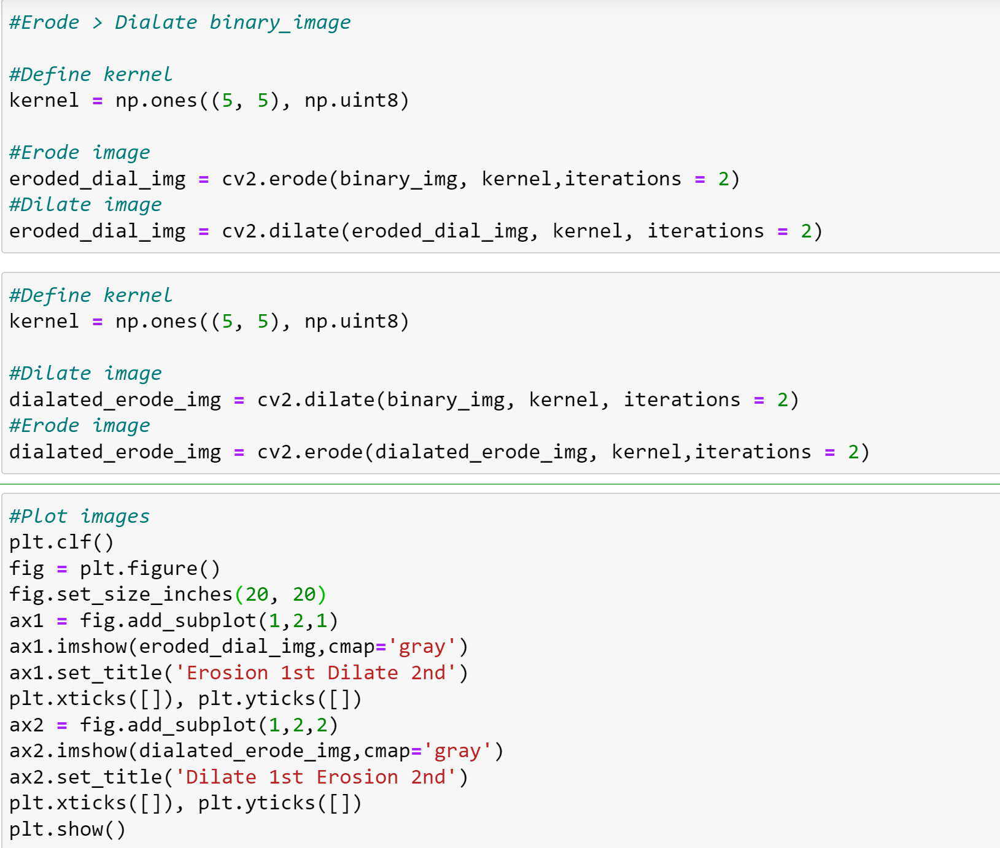 #Erode > Dialate binary_image
#Define kernel
kernel = np.ones((5, 5), np.uint8)
#Erode image
eroded_dial_img = cv2.erode(binary_img, kernel,iterations = 2)
#Dilate image
eroded_dial_img = cv2.dilate(eroded_dial_img, kernel, iterations = 2)
#Define kernel
kernel = np.ones((5, 5), np.uint8)
#Dilate image
dialated_erode_img = cv2.dilate(binary_img, kernel, iterations = 2)
#Erode image
dialated_erode_img = cv2.erode(dialated_erode_img, kernel,iterations = 2)
#Plot images
plt.clf()
fig = plt.figure()
fig.set_size_inches(20, 20)
ax1 = fig.add_subplot(1,2,1)
ax1.imshow(eroded_dial_img,cmap='gray')
ax1.set_title('Erosion 1st Dilate 2nd')
plt.xticks([]), plt.yticks([])
ax2 = fig.add_subplot(1,2,2)
ax2.imshow(dialated_erode_img,cmap='gray')
ax2.set_title('Dilate 1st Erosion 2nd')
plt.xticks([]), plt.yticks([])
plt.show()